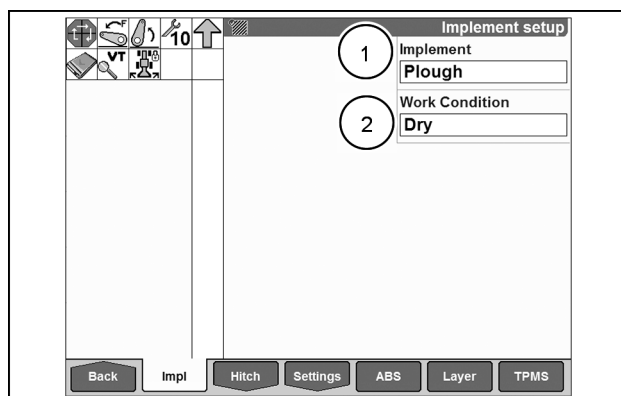 F
10
Implement setup
VT
1
Implement
Plough
2
Work Condition
Dry
Back
Impl
Hitch
Settings
ABS
Layer
TPMS